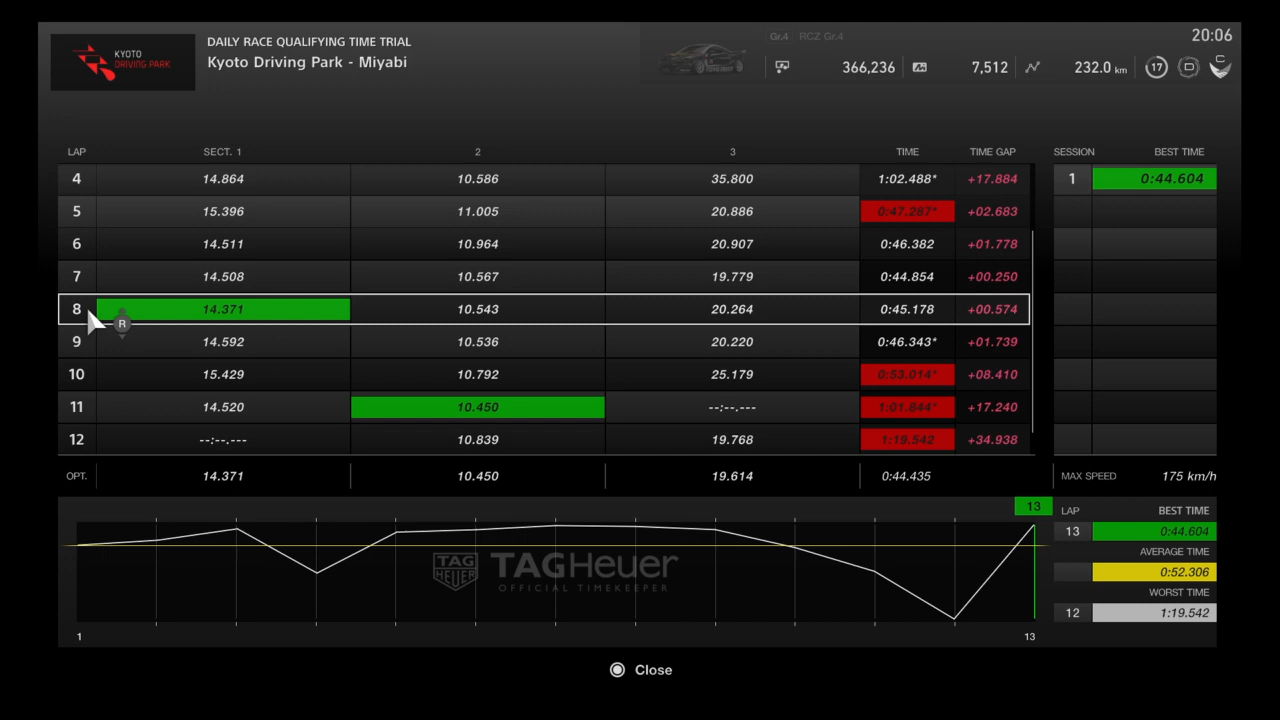 KYOTO
DRIVING PARK
DAILY RACE QUALIFYING TIME TRIAL
Kyoto Driving Park - Miyabi
Gr.4 RCZ Gr.4
20:06
366,236 7,512 232.0 km 17 D C
LAP SECT. 1 2 3 TIME TIME GAP SESSION BEST TIME
4 14.864 10.586 35.800 1:02.488* +17.884 1 0:44.604
5 15.396 11.005 20.886 0:47.287* +02.683
6 14.511 10.964 20.907 0:46.382 +01.778
7 14.508 10.567 19.779 0:44.854 +00.250
8 14.371 10.543 20.264 0:45.178 +00.574
R
9 14.592 10.536 20.220 0:46.343* +01.739
10 15.429 10.792 25.179 0:53.014* +08.410
11 14.520 10.450 --:--.--- 1:01.844* +17.240
12 --:--.--- 10.839 19.768 1:19.542 +34.938
OPT. 14.371 10.450 19.614 0:44.435 MAX SPEED 175 km/h
13 LAP BEST TIME
13 0:44.604
AVERAGE TIME
0:52.306
WORST TIME
12 1:19.542
TAG
HEUER
TAGHeuer
OFFICIAL TIMEKEEPER
1 13
Close